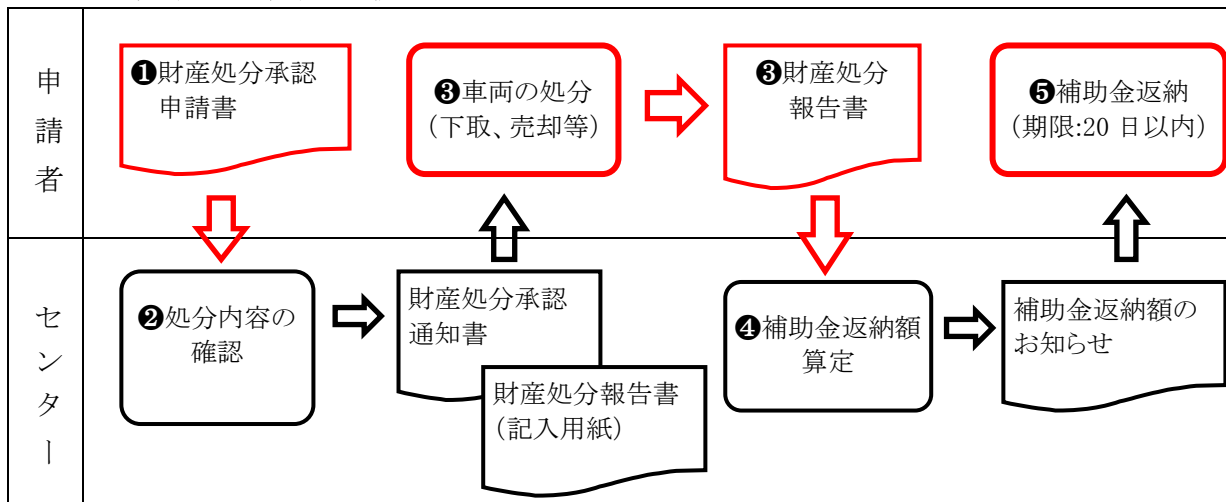 申請者
❶財産処分承認
申請書
❸車両の処分
(下取、売却等)
❸財産処分
報告書
❺補助金返納
(期限:20日以内)
センター
❷処分内容の
確認
財産処分承認
通知書
財産処分報告書
(記入用紙)
❹補助金返納額
算定
補助金返納額の
お知らせ